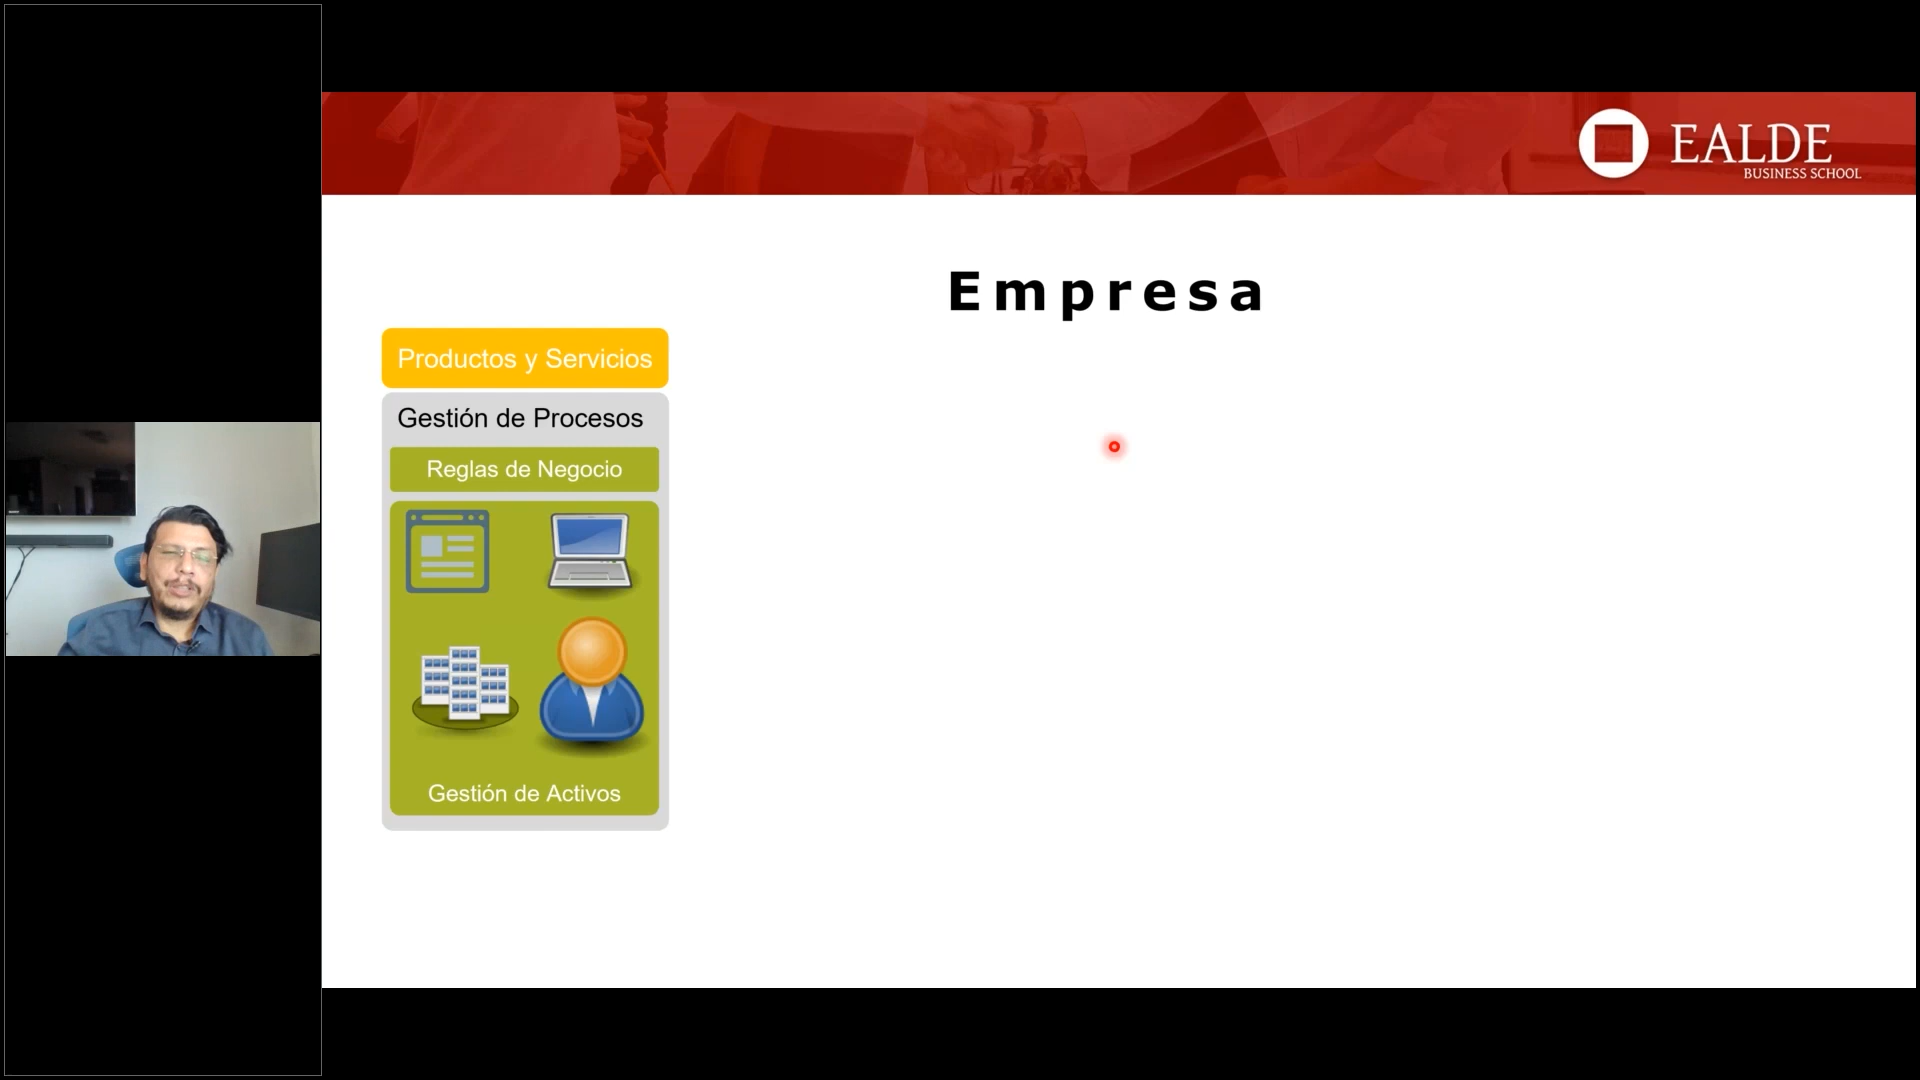 EALDE
BUSINESS SCHOOL
Empresa
Productos y Servicios
Gestión de Procesos
Reglas de Negocio
Gestión de Activos